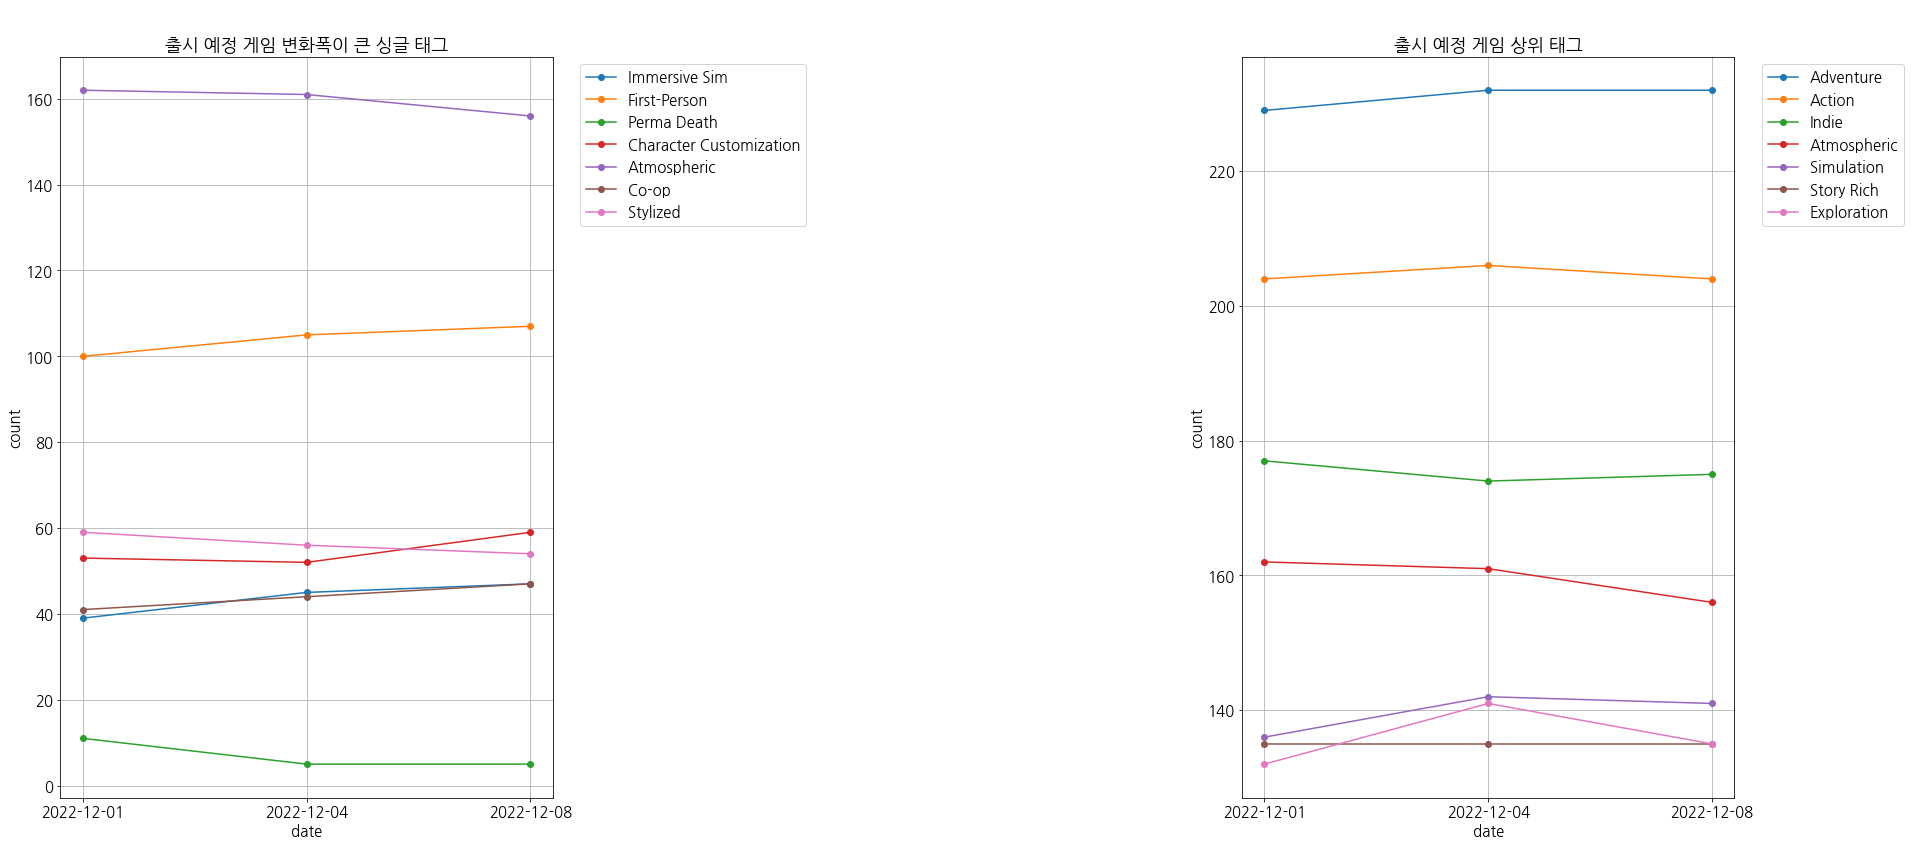 출시 예정 게임 변화폭이 큰 싱글 태그
160
140
120
100
80
60
40
20
0
count
2022-12-01
2022-12-04
2022-12-08
date
Immersive Sim
First-Person
Perma Death
Character Customization
Atmospheric
Co-op
Stylized
출시 예정 게임 상위 태그
220
200
180
160
140
count
2022-12-01
2022-12-04
2022-12-08
date
Adventure
Action
Indie
Atmospheric
Simulation
Story Rich
Exploration